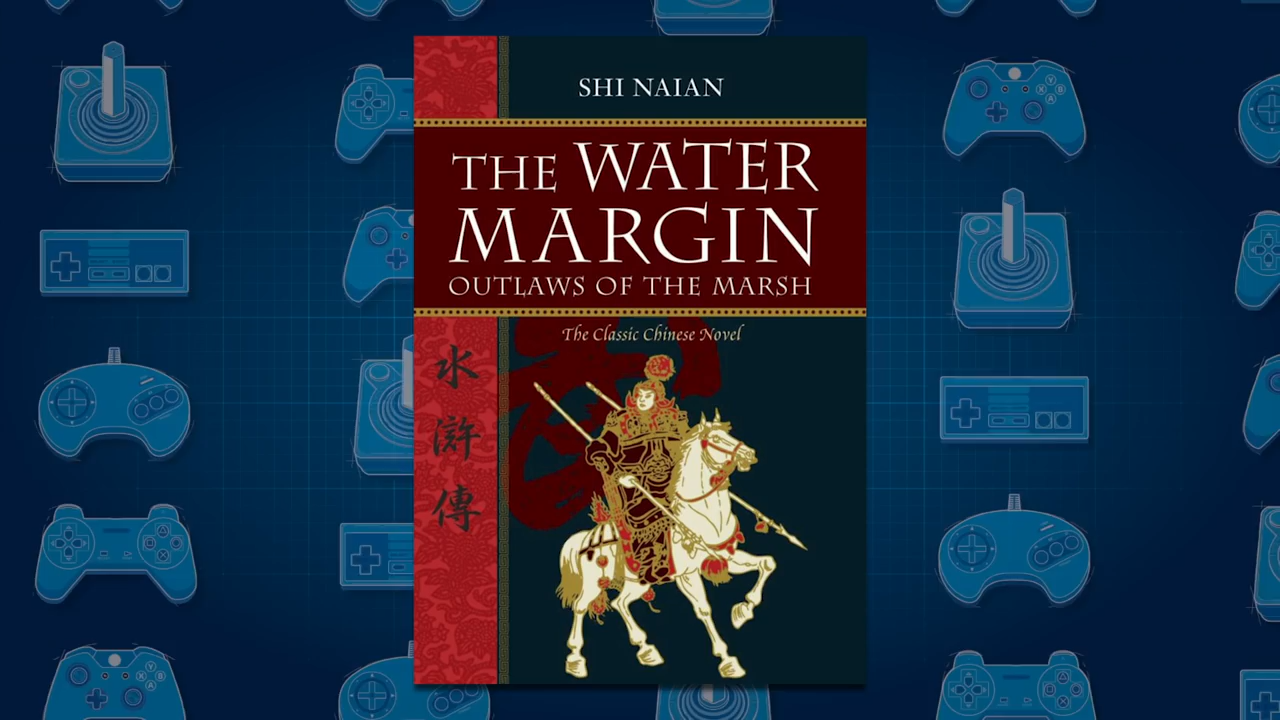 SHI NAIAN
THE WATER
MARGIN
OUTLAWS OF THE MARSH
The Classic Chinese Novel
水
滸
傳